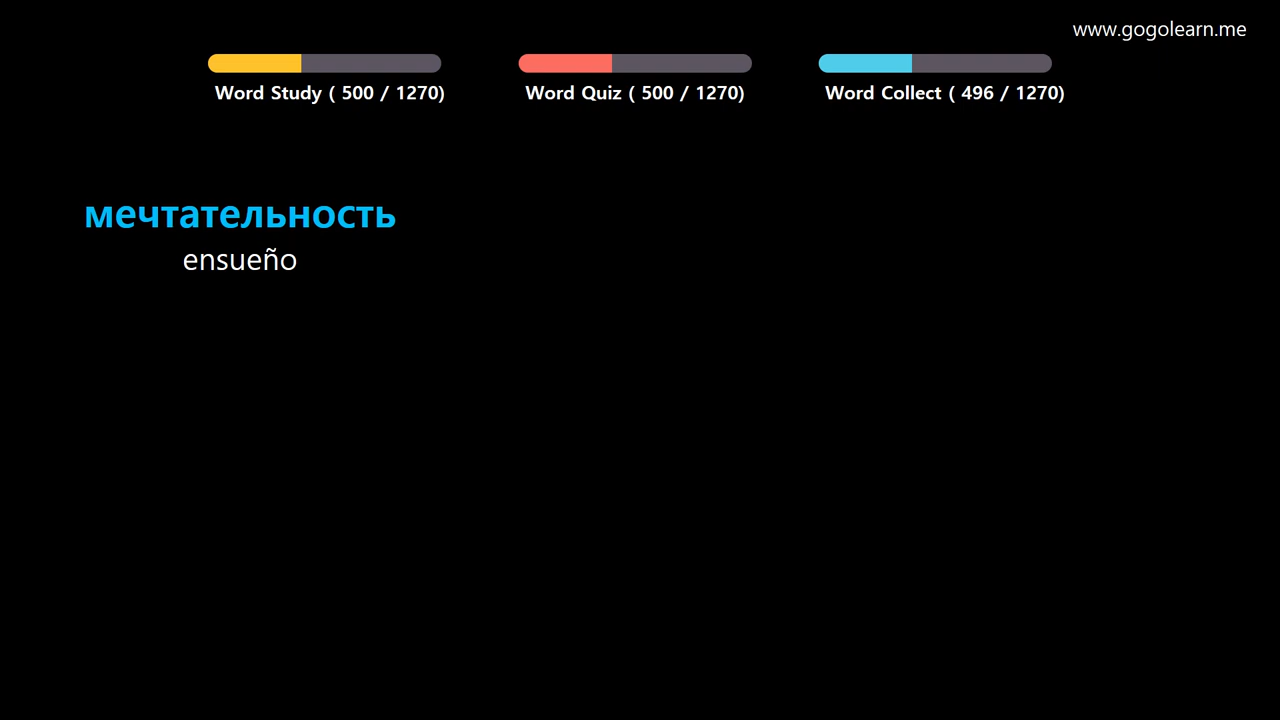 www.gogolearn.me
Word Study ( 500 / 1270)
Word Quiz ( 500 / 1270)
Word Collect ( 496 / 1270)
мечтательность
ensueño